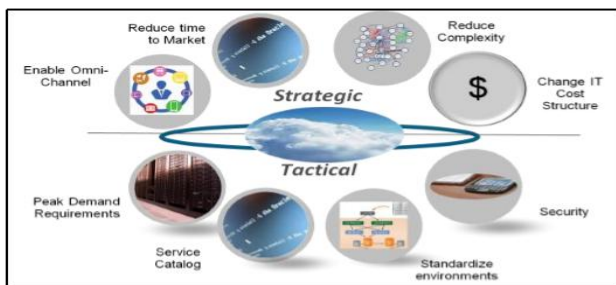 Reduce time
to Market
Reduce
Complexity
Enable Omni-
Channel
Change IT
Cost
Structure
$
Strategic
Tactical
Peak Demand
Requirements
Service
Catalog
Standardize
environments
Security